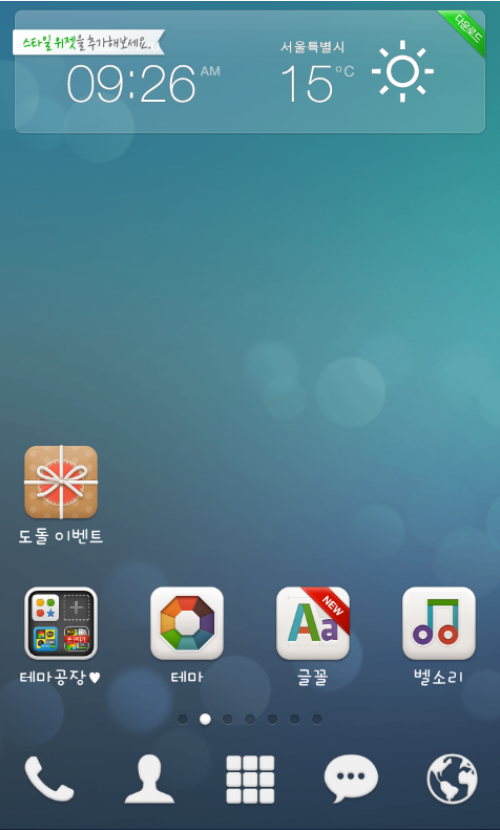 스타일 위젯을 추가해보세요.
다운로드
09:26 AM
서울특별시
15°C
도돌 이벤트
테마공장♥
테마
NEW
Aa
글꼴
벨소리